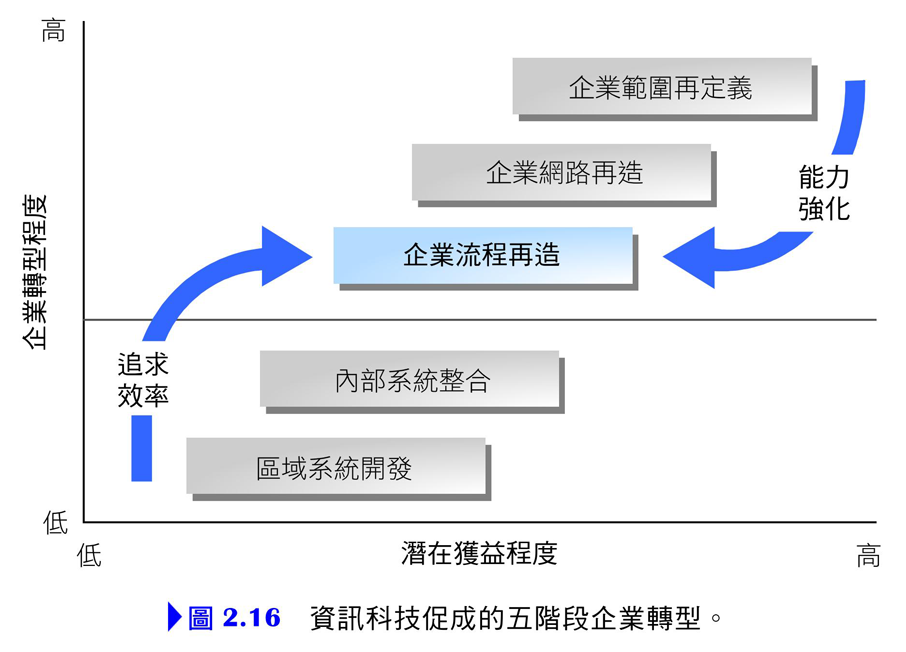 高
企業範圍再定義
企業網路再造
能力
強化
企業轉型程度
企業流程再造
追求
效率
內部系統整合
區域系統開發
低
低
潛在獲益程度
高
圖 2.16 資訊科技促成的五階段企業轉型。